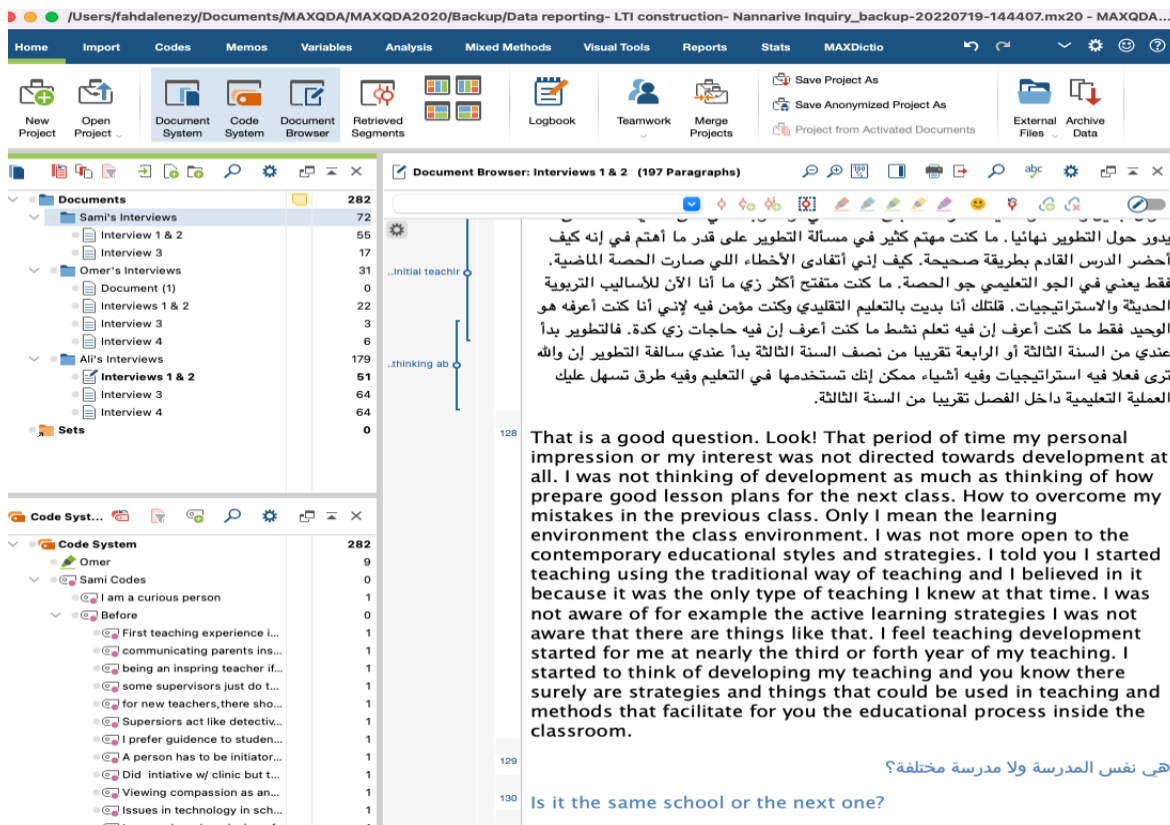 /Users/fahdalenezy/Documents/MAXQDA/MAXQDA2020/Backup/Data reporting- LTI construction- Nannarive Inquiry_backup-20220719-144407.mx20 - MAXQDA...
Home Import Codes Memos Variables Analysis Mixed Methods Visual Tools Reports Stats MAXDictio
New Project
Open Project
Document System
Code System
Document Browser
Retrieved Segments
Logbook
Teamwork
Merge Projects
Save Project As
Save Anonymized Project As
Project from Activated Documents
External Files
Archive Data
Documents 282
Sami's Interviews 72
Interview 1 & 2 55
Interview 3 17
Omer's Interviews 31
Document (1) 0
Interviews 1 & 2 22
Interview 3 3
Interview 4 6
Ali's Interviews 179
Interviews 1 & 2 51
Interview 3 64
Interview 4 64
Sets 0
Code Syst...
Code System 282
Omer 9
Sami Codes 0
I am a curious person 1
Before 0
First teaching experience i... 1
communicating parents ins... 1
being an inspring teacher if... 1
some supervisors just do t... 1
for new teachers,there sho... 1
Supersiors act like detectiv... 1
I prefer guidence to studen... 1
A person has to be initiator... 1
Did intiative w/ clinic but t... 1
Viewing compassion as an... 1
Issues in technology in sch... 1
Document Browser: Interviews 1 & 2 (197 Paragraphs)
..initial teachir
..thinking ab
يدور حول التطوير نهائيا. ما كنت مهتم كثير في مسألة التطوير على قدر ما أهتم في إنه كيف
أحضر الدرس القادم بطريقة صحيحة. كيف إني أتفادى الأخطاء اللي صارت الحصة الماضية.
فقط يعني في الجو التعليمي جو الحصة. ما كنت متفتح أكثر زي ما أنا الآن للأساليب التربوية
الحديثة والاستراتيجيات. قلتلك أنا بديت بالتعليم التقليدي وكنت مؤمن فيه لإني أنا كنت أعرفه هو
الوحيد فقط ما كنت أعرف إن فيه تعلم نشط ما كنت أعرف إن فيه حاجات زي كدة. فالتطوير بدأ
عندي من السنة الثالثة أو الرابعة تقريبا من نصف السنة الثالثة بدأ عندي سالفة التطوير إن والله
ترى فعلا فيه استراتيجيات وفيه أشياء ممكن إنك تستخدمها في التعليم وفيه طرق تسهل عليك
العملية التعليمية داخل الفصل تقريبا من السنة الثالثة.
128
That is a good question. Look! That period of time my personal
impression or my interest was not directed towards development at
all. I was not thinking of development as much as thinking of how
prepare good lesson plans for the next class. How to overcome my
mistakes in the previous class. Only I mean the learning
environment the class environment. I was not more open to the
contemporary educational styles and strategies. I told you I started
teaching using the traditional way of teaching and I believed in it
because it was the only type of teaching I knew at that time. I was
not aware of for example the active learning strategies I was not
aware that there are things like that. I feel teaching development
started for me at nearly the third or forth year of my teaching. I
started to think of developing my teaching and you know there
surely are strategies and things that could be used in teaching and
methods that facilitate for you the educational process inside the
classroom.
129
هي نفس المدرسة ولا مدرسة مختلفة؟
130
Is it the same school or the next one?